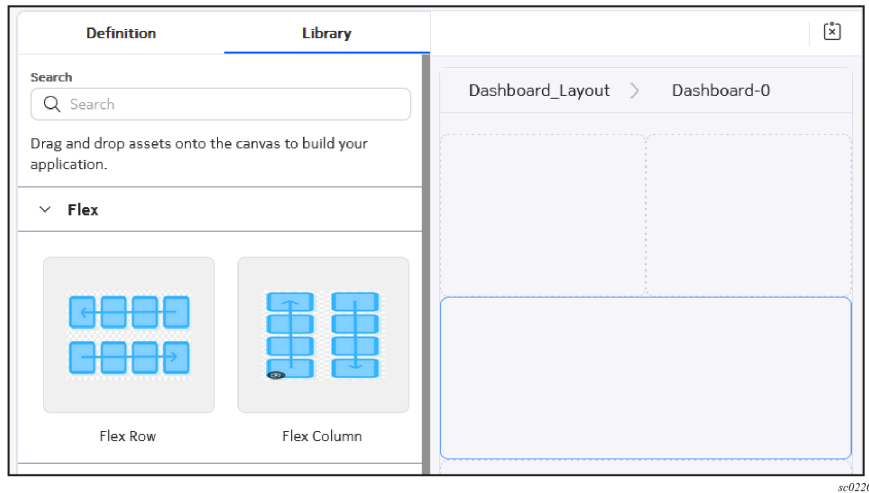 Definition
Library
Search
Search
Drag and drop assets onto the canvas to build your
application.
Flex
Flex Row
Flex Column
Dashboard_Layout
Dashboard-0